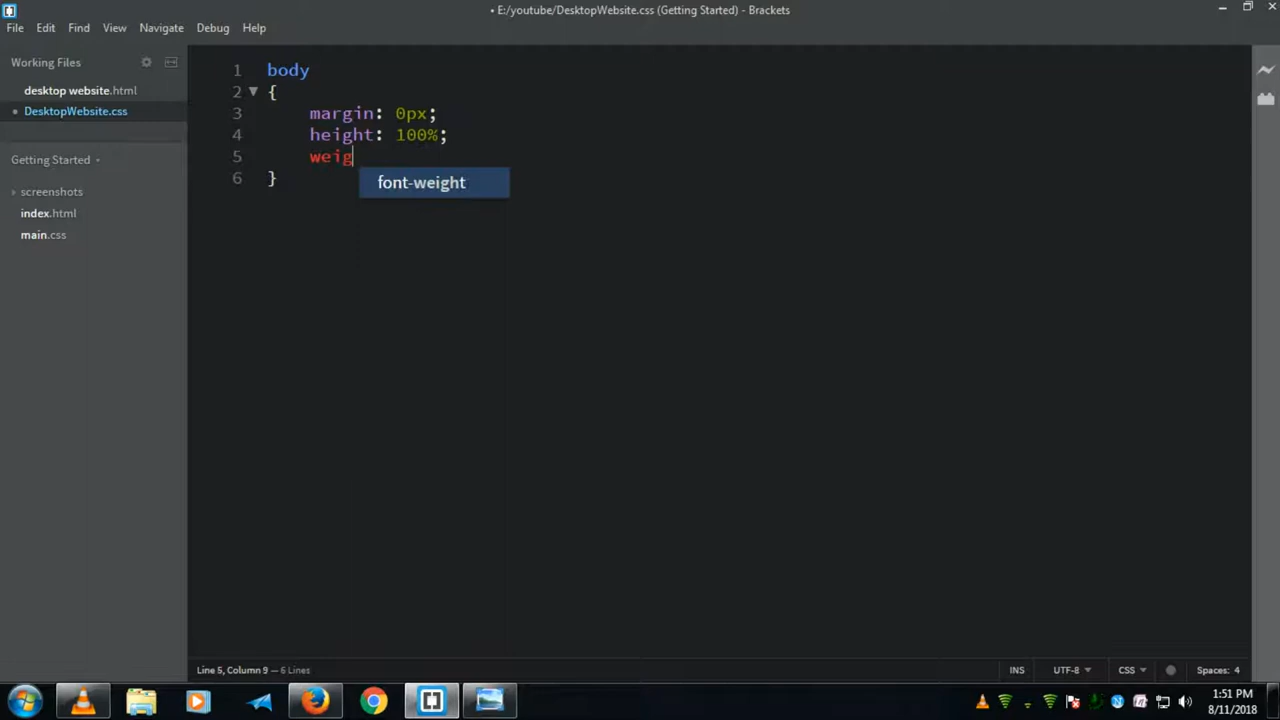 • E:/youtube/DesktopWebsite.css (Getting Started) - Brackets
File Edit Find View Navigate Debug Help
Working Files
desktop website.html
• DesktopWebsite.css
Getting Started
screenshots
index.html
main.css
1 body
2 {
3 margin: 0px;
4 height: 100%;
5 weig
font-weight
6 }
Line 5, Column 9 — 6 Lines
INS UTF-8 CSS Spaces: 4
1:51 PM
8/11/2018